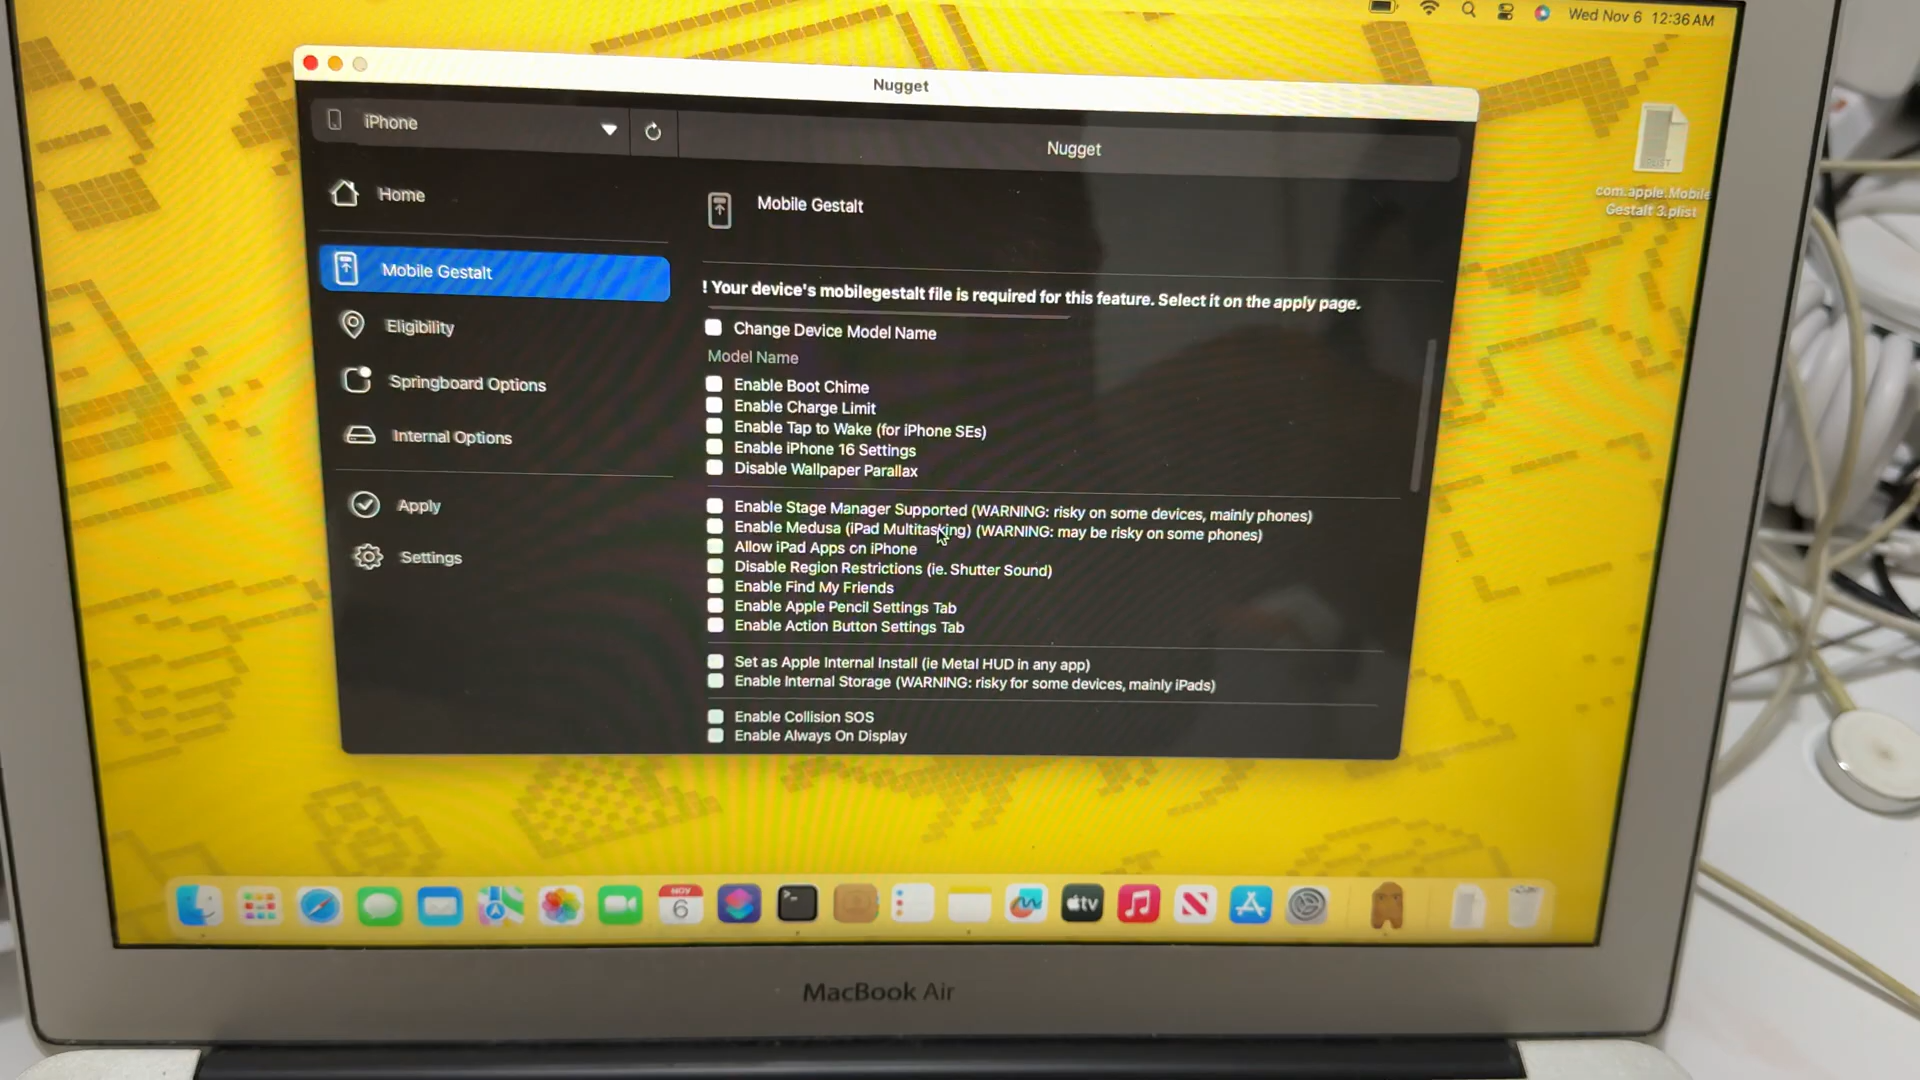 Wed Nov 6 12:36 AM
Nugget
iPhone
Nugget
Home
Mobile Gestalt
Eligibility
Springboard Options
Internal Options
Apply
Settings
Mobile Gestalt
! Your device's mobilegestalt file is required for this feature. Select it on the apply page.
Change Device Model Name
Model Name
Enable Boot Chime
Enable Charge Limit
Enable Tap to Wake (for iPhone SEs)
Enable iPhone 16 Settings
Disable Wallpaper Parallax
Enable Stage Manager Supported (WARNING: risky on some devices, mainly phones)
Enable Medusa (iPad Multitasking) (WARNING: may be risky on some phones)
Allow iPad Apps on iPhone
Disable Region Restrictions (ie. Shutter Sound)
Enable Find My Friends
Enable Apple Pencil Settings Tab
Enable Action Button Settings Tab
Set as Apple Internal Install (ie Metal HUD in any app)
Enable Internal Storage (WARNING: risky for some devices, mainly iPads)
Enable Collision SOS
Enable Always On Display
PLIST
com.apple.Mobile
Gestalt 3.plist
NOV
6
tv
MacBook Air